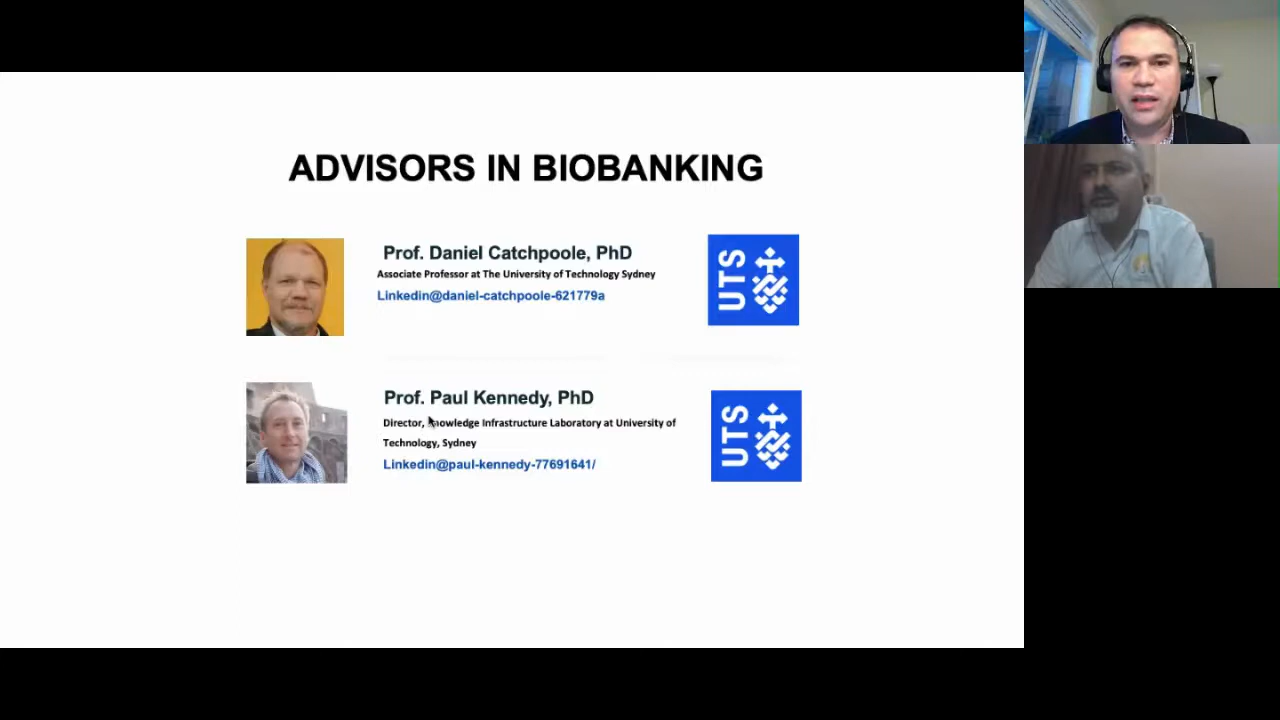 ADVISORS IN BIOBANKING
Prof. Daniel Catchpoole, PhD
Associate Professor at The University of Technology Sydney
Linkedin@daniel-catchpoole-621779a
UTS
Prof. Paul Kennedy, PhD
Director, Knowledge Infrastructure Laboratory at University of
Technology, Sydney
Linkedin@paul-kennedy-77691641/
UTS